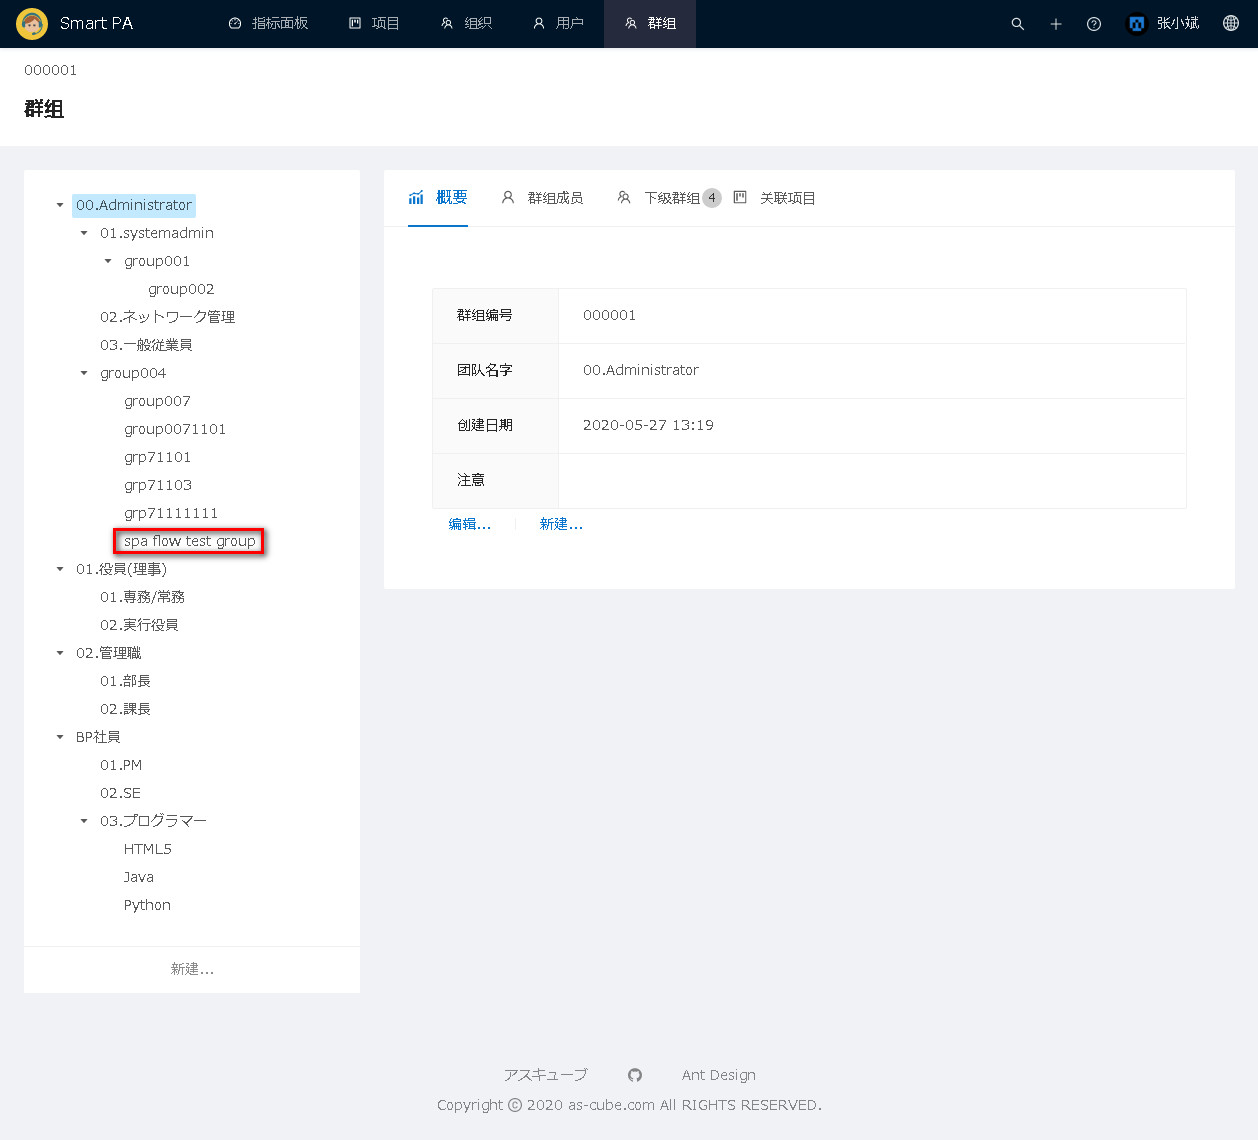 Smart PA 指标面板 项目 组织 用户 群组 张小斌
000001
群组
00.Administrator
01.systemadmin
group001
group002
02.ネットワーク管理
03.一般従業員
group004
group007
group0071101
grp71101
grp71103
grp71111111
spa flow test group
01.役員(理事)
01.専務/常務
02.実行役員
02.管理職
01.部長
02.課長
BP社員
01.PM
02.SE
03.プログラマー
HTML5
Java
Python
新建...
概要 群组成员 下级群组 4 关联项目
群组编号 000001
团队名字 00.Administrator
创建日期 2020-05-27 13:19
注意
编辑... 新建...
アスキューブ Ant Design
Copyright © 2020 as-cube.com All RIGHTS RESERVED.